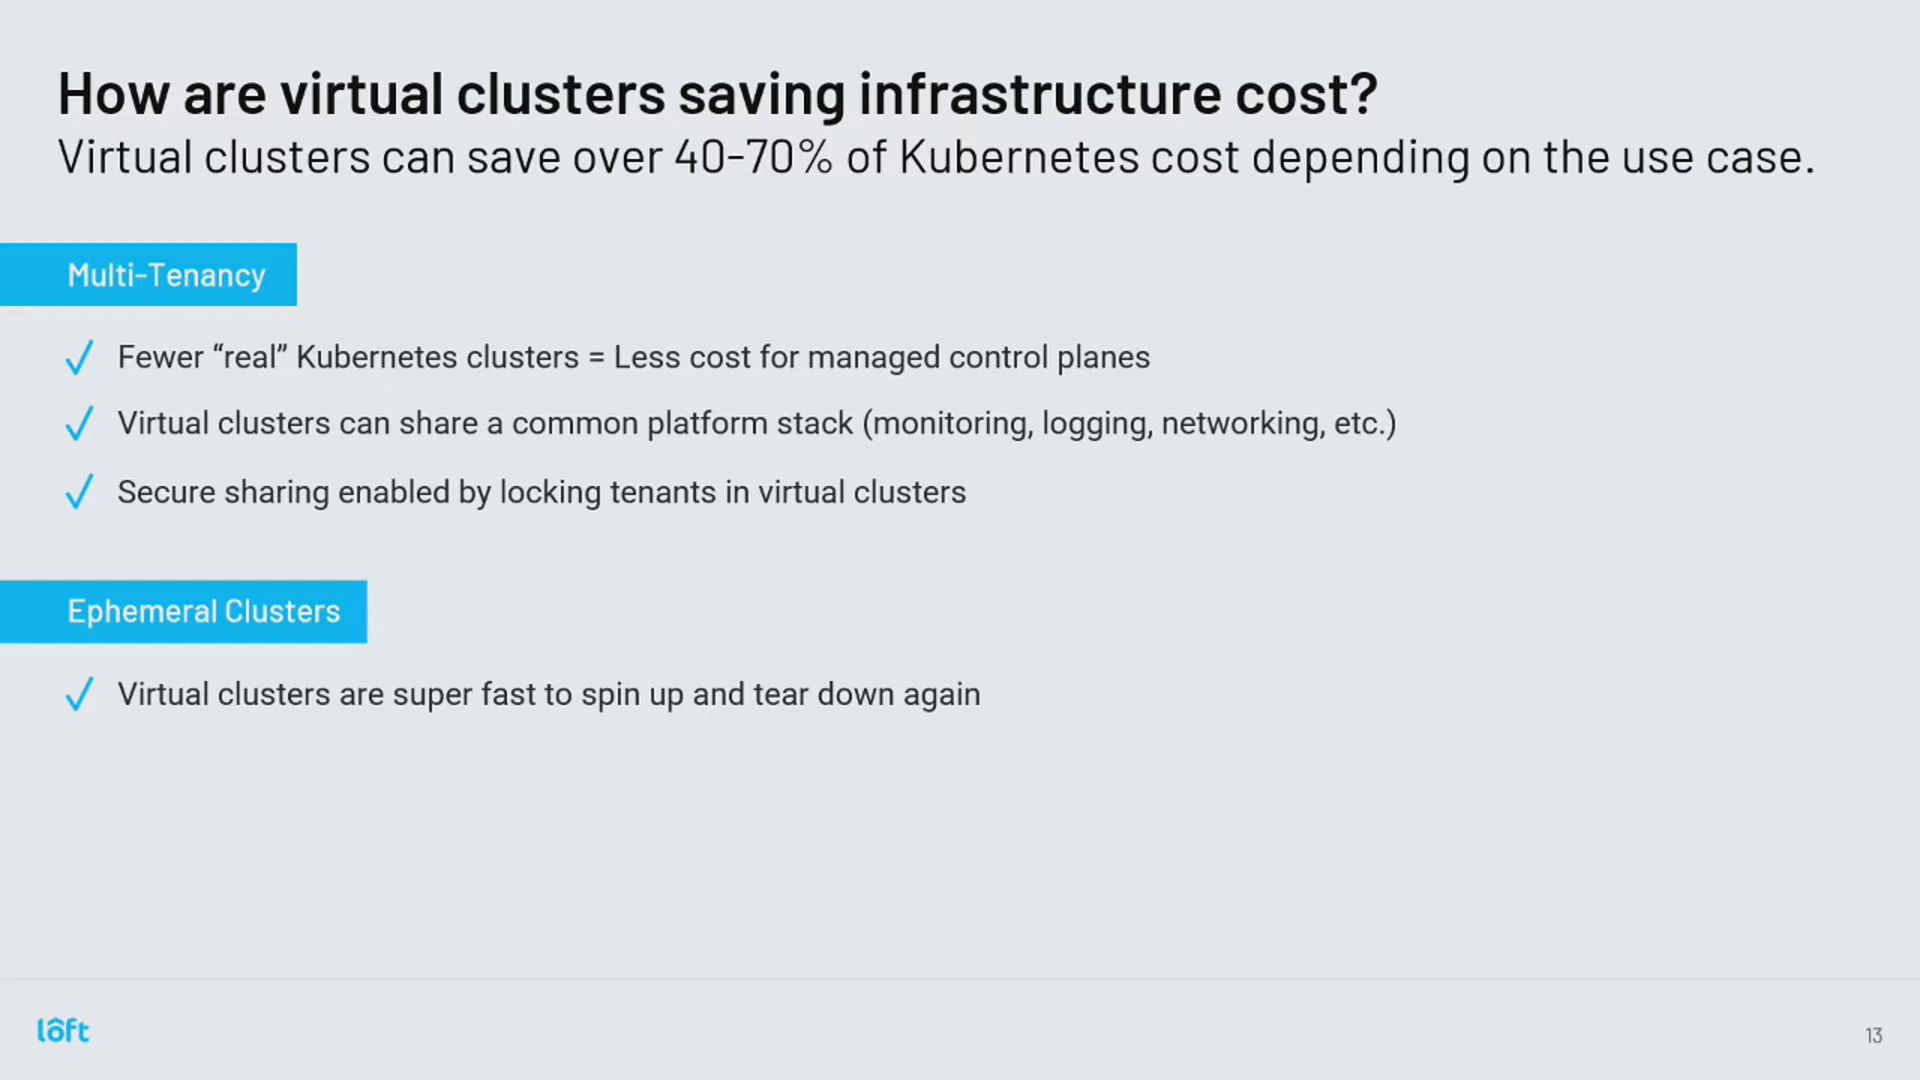 How are virtual clusters saving infrastructure cost?
Virtual clusters can save over 40-70% of Kubernetes cost depending on the use case.
Multi-Tenancy
✓ Fewer “real” Kubernetes clusters = Less cost for managed control planes
✓ Virtual clusters can share a common platform stack (monitoring, logging, networking, etc.)
✓ Secure sharing enabled by locking tenants in virtual clusters
Ephemeral Clusters
✓ Virtual clusters are super fast to spin up and tear down again
lôft
13